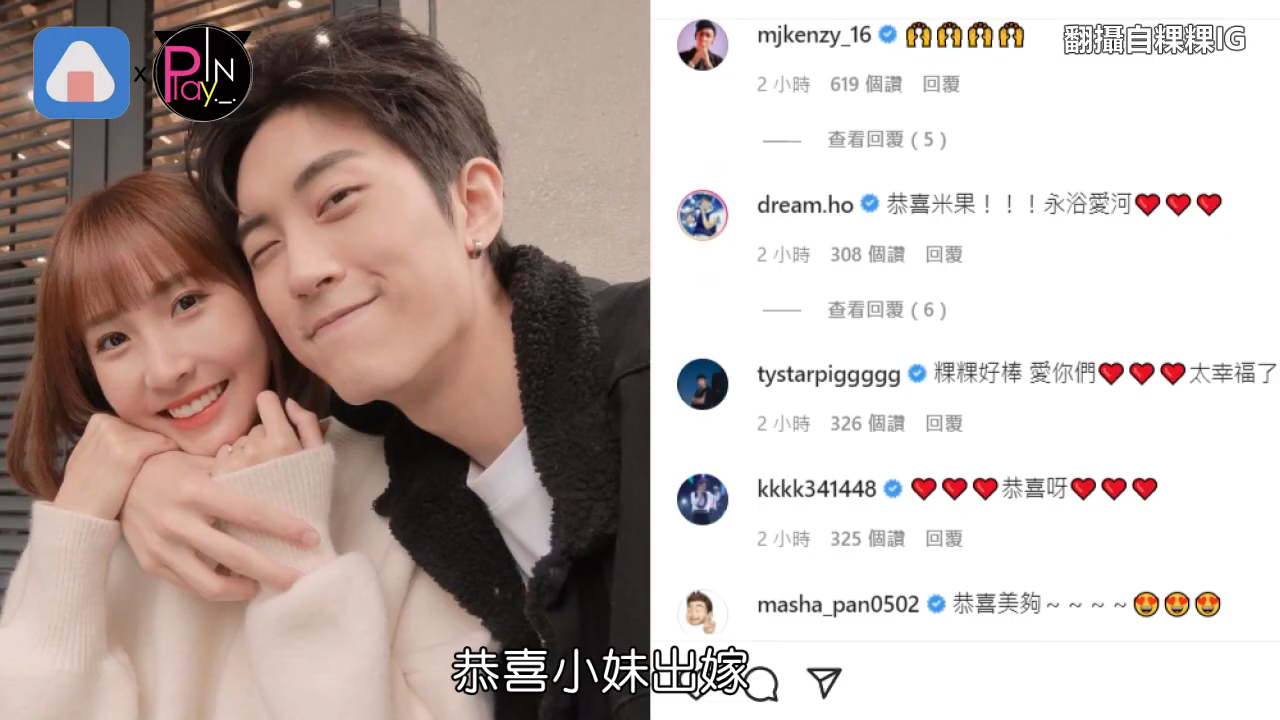 x
Play IN
翻攝自粿粿IG
mjkenzy_16
2 小時 619 個讚 回覆
查看回覆 ( 5 )
dream.ho 恭喜米果！！！永浴愛河
2 小時 308 個讚 回覆
查看回覆 ( 6 )
tystarpiggggg 粿粿好棒 愛你們太幸福了
2 小時 326 個讚 回覆
kkkk341448 恭喜呀
2 小時 325 個讚 回覆
masha_pan0502 恭喜美夠～～～～
恭喜小妹出嫁